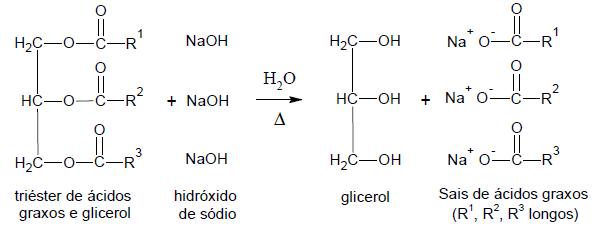 O
H₂C—O—C—R¹ NaOH H₂C—OH Na⁺ O⁻—C—R¹
O
HC—O—C—R² + NaOH H₂O HC—OH + Na⁺ O⁻—C—R²
Δ
O
H₂C—O—C—R³ NaOH H₂C—OH Na⁺ O⁻—C—R³
O
triéster de ácidos hidróxido glicerol Sais de ácidos graxos
graxos e glicerol de sódio (R¹, R², R³ longos)